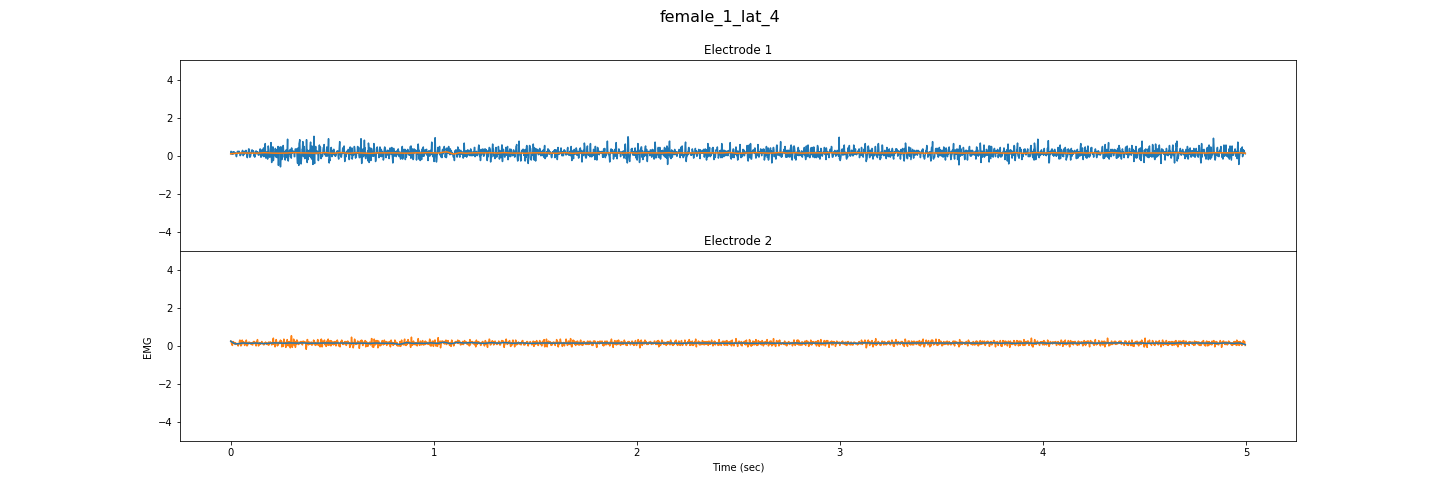 female_1_lat_4
Electrode 1
4
2
0
−2
−4
Electrode 2
4
2
0
−2
−4
EMG
0 1 2 3 4 5
Time (sec)